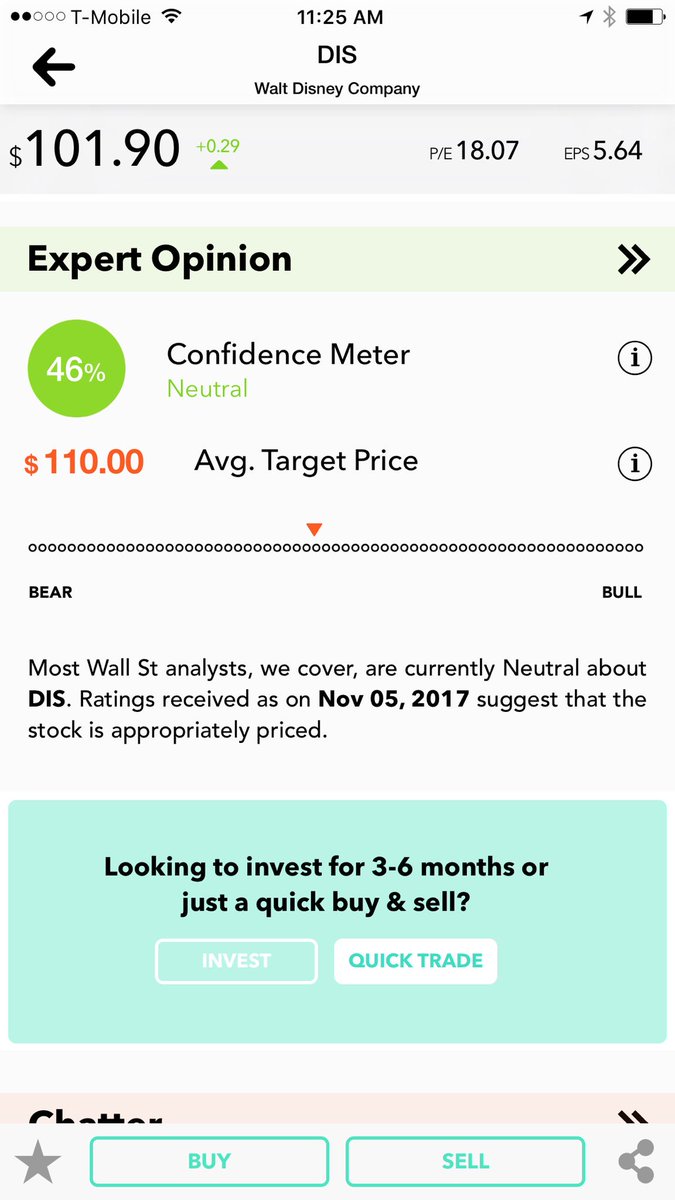 T-Mobile 11:25 AM
DIS
Walt Disney Company
$101.90 +0.29 P/E 18.07 EPS 5.64
Expert Opinion
46% Confidence Meter
Neutral
$110.00 Avg. Target Price
BEAR BULL
Most Wall St analysts, we cover, are currently Neutral about
DIS. Ratings received as on Nov 05, 2017 suggest that the
stock is appropriately priced.
Looking to invest for 3-6 months or
just a quick buy & sell?
INVEST QUICK TRADE
Chatter
BUY SELL